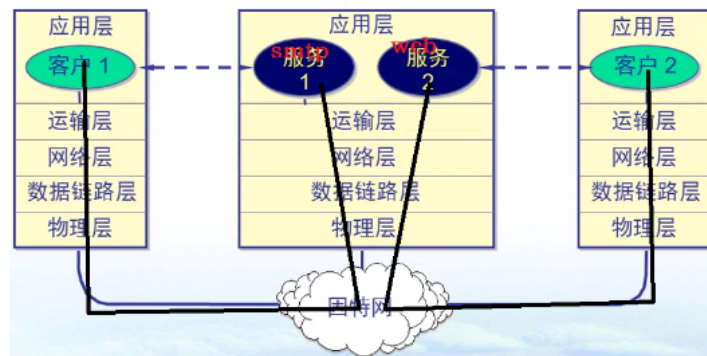 应用层
客户 1
运输层
网络层
数据链路层
物理层
应用层
smtp
服务
1
web
服务
2
运输层
网络层
数据链路层
物理层
应用层
客户 2
运输层
网络层
数据链路层
物理层
因特网